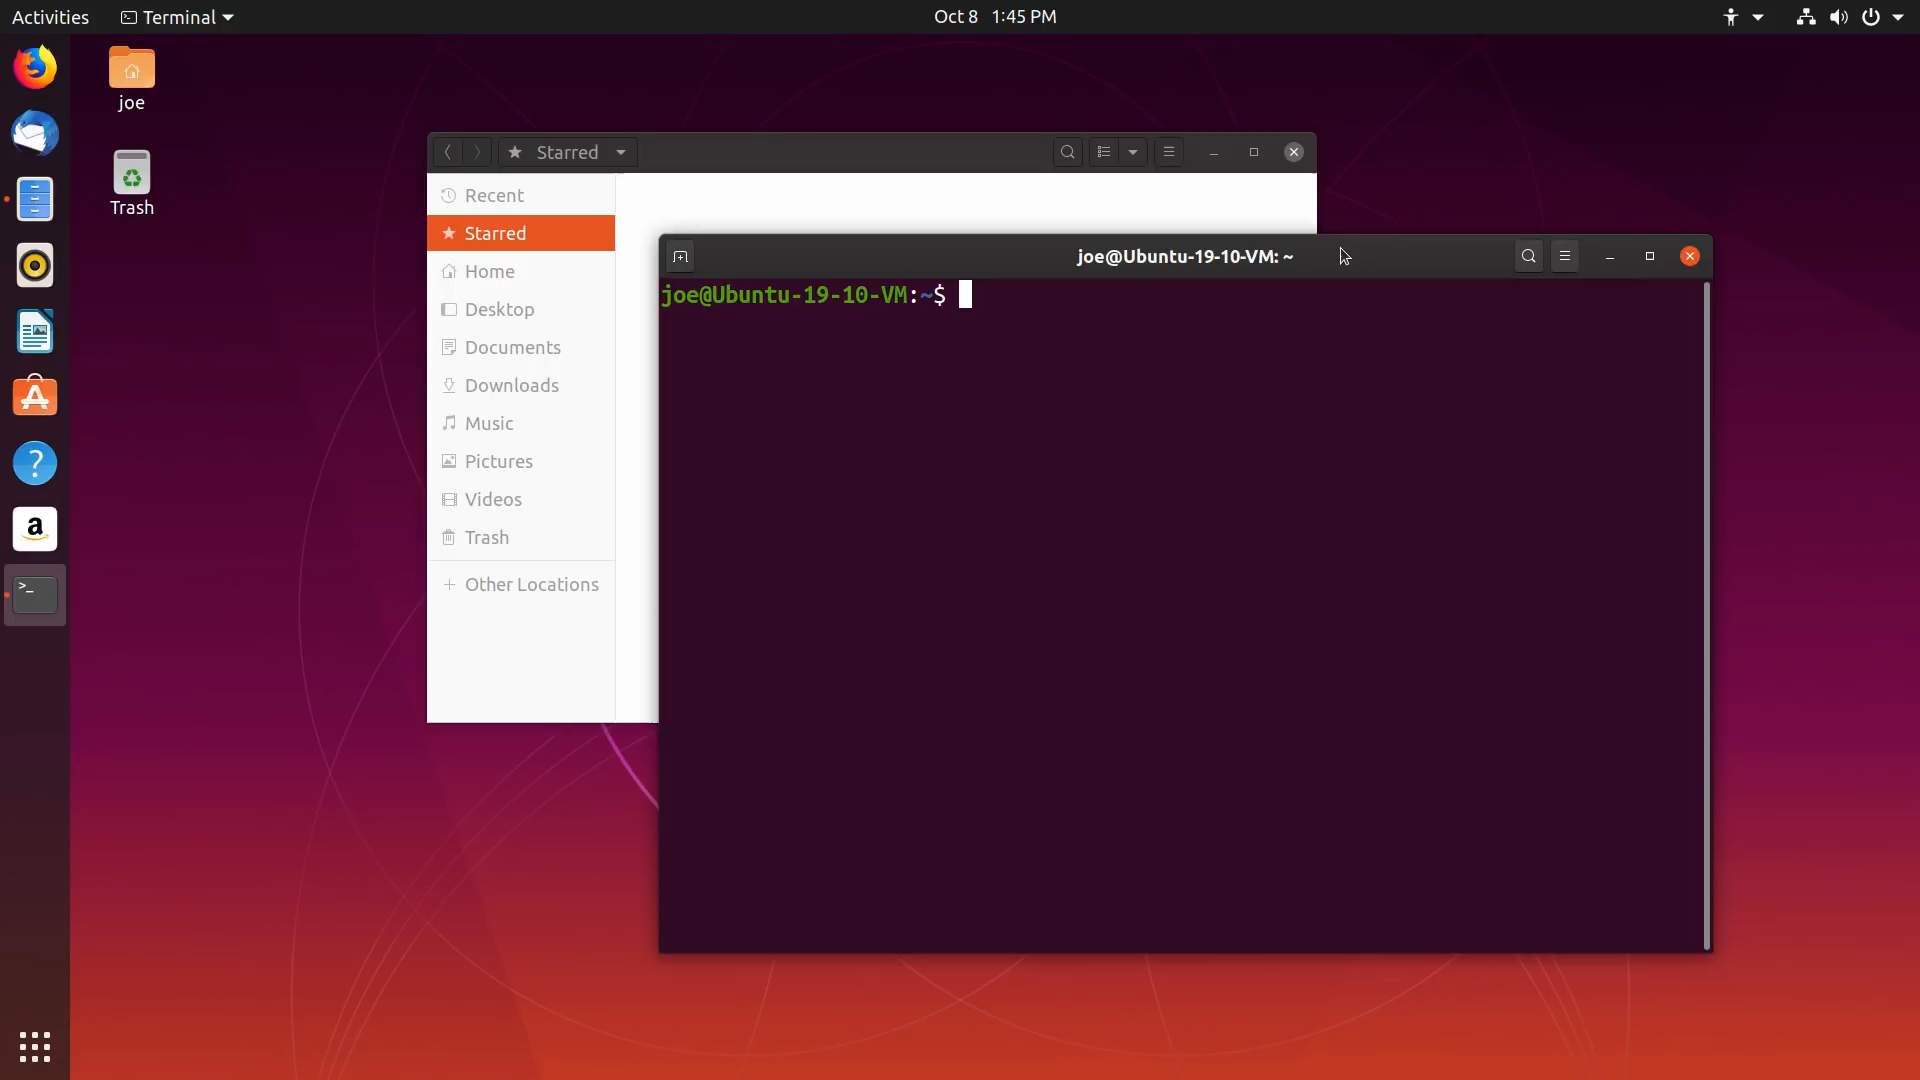 Activities Terminal Oct 8 1:45 PM
joe
Trash
Starred
Recent
Starred
Home
Desktop
Documents
Downloads
Music
Pictures
Videos
Trash
Other Locations
joe@Ubuntu-19-10-VM: ~
joe@Ubuntu-19-10-VM:~$